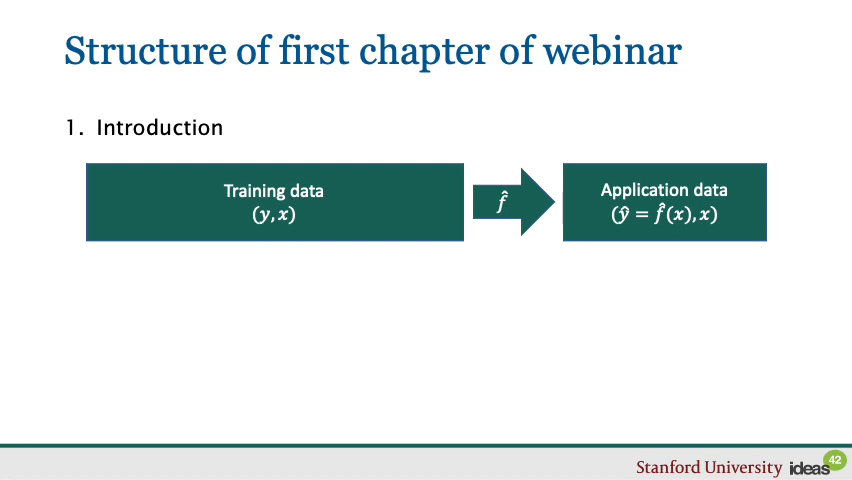 Structure of first chapter of webinar
1. Introduction
Training data
(y, x)
f̂
Application data
(ŷ = f̂(x), x)
Stanford University ideas 42